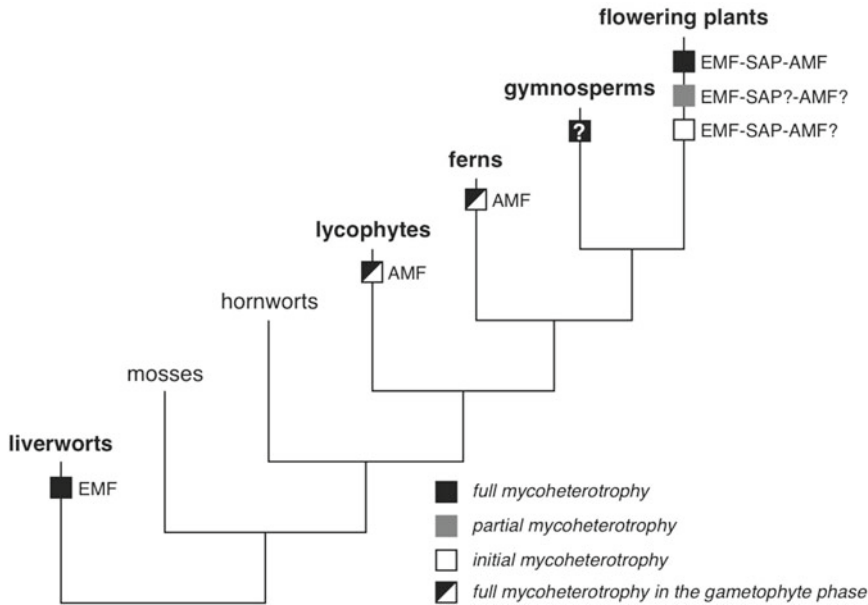 flowering plants
EMF-SAP-AMF
gymnosperms
EMF-SAP?-AMF?
?
EMF-SAP-AMF?
ferns
AMF
lycophytes
AMF
hornworts
mosses
liverworts
EMF
full mycoheterotrophy
partial mycoheterotrophy
initial mycoheterotrophy
full mycoheterotrophy in the gametophyte phase